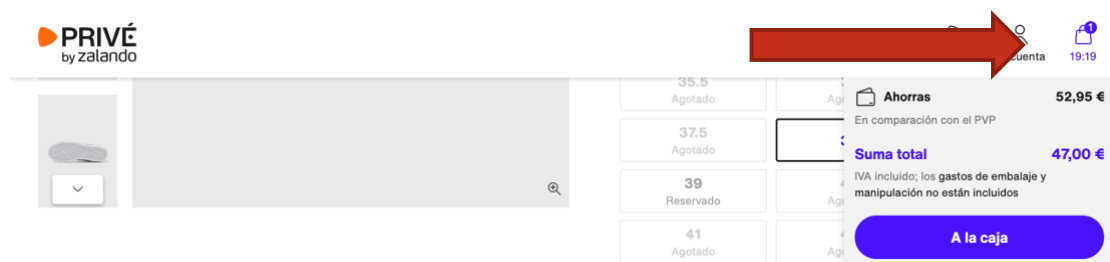 PRIVÉ
by zalando
1
19:19
35.5
Agotado
37.5
Agotado
39
Reservado
41
Agotado
Ahorras 52,95 €
En comparación con el PVP
Suma total 47,00 €
IVA incluido; los gastos de embalaje y
manipulación no están incluidos
A la caja